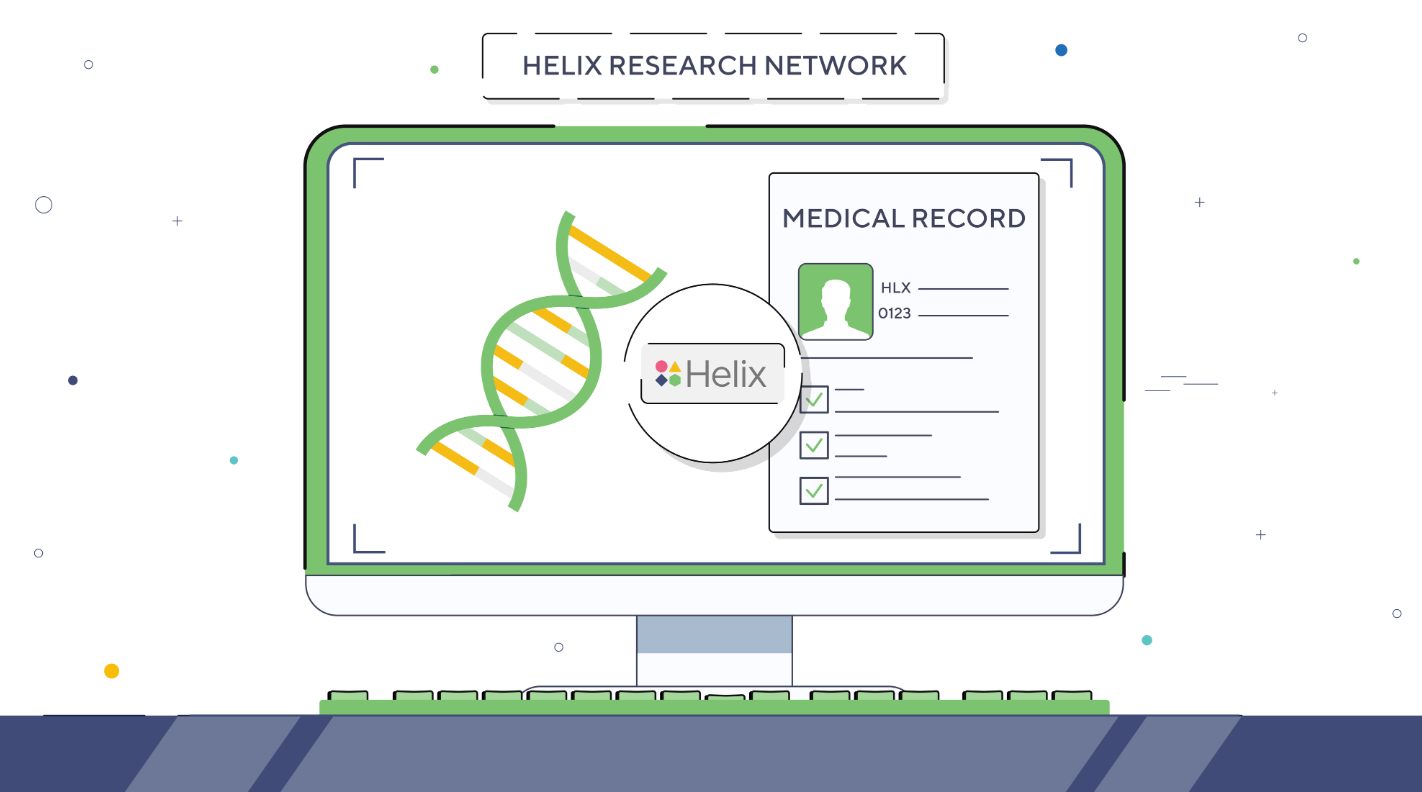 HELIX RESEARCH NETWORK
MEDICAL RECORD
HLX
0123
Helix